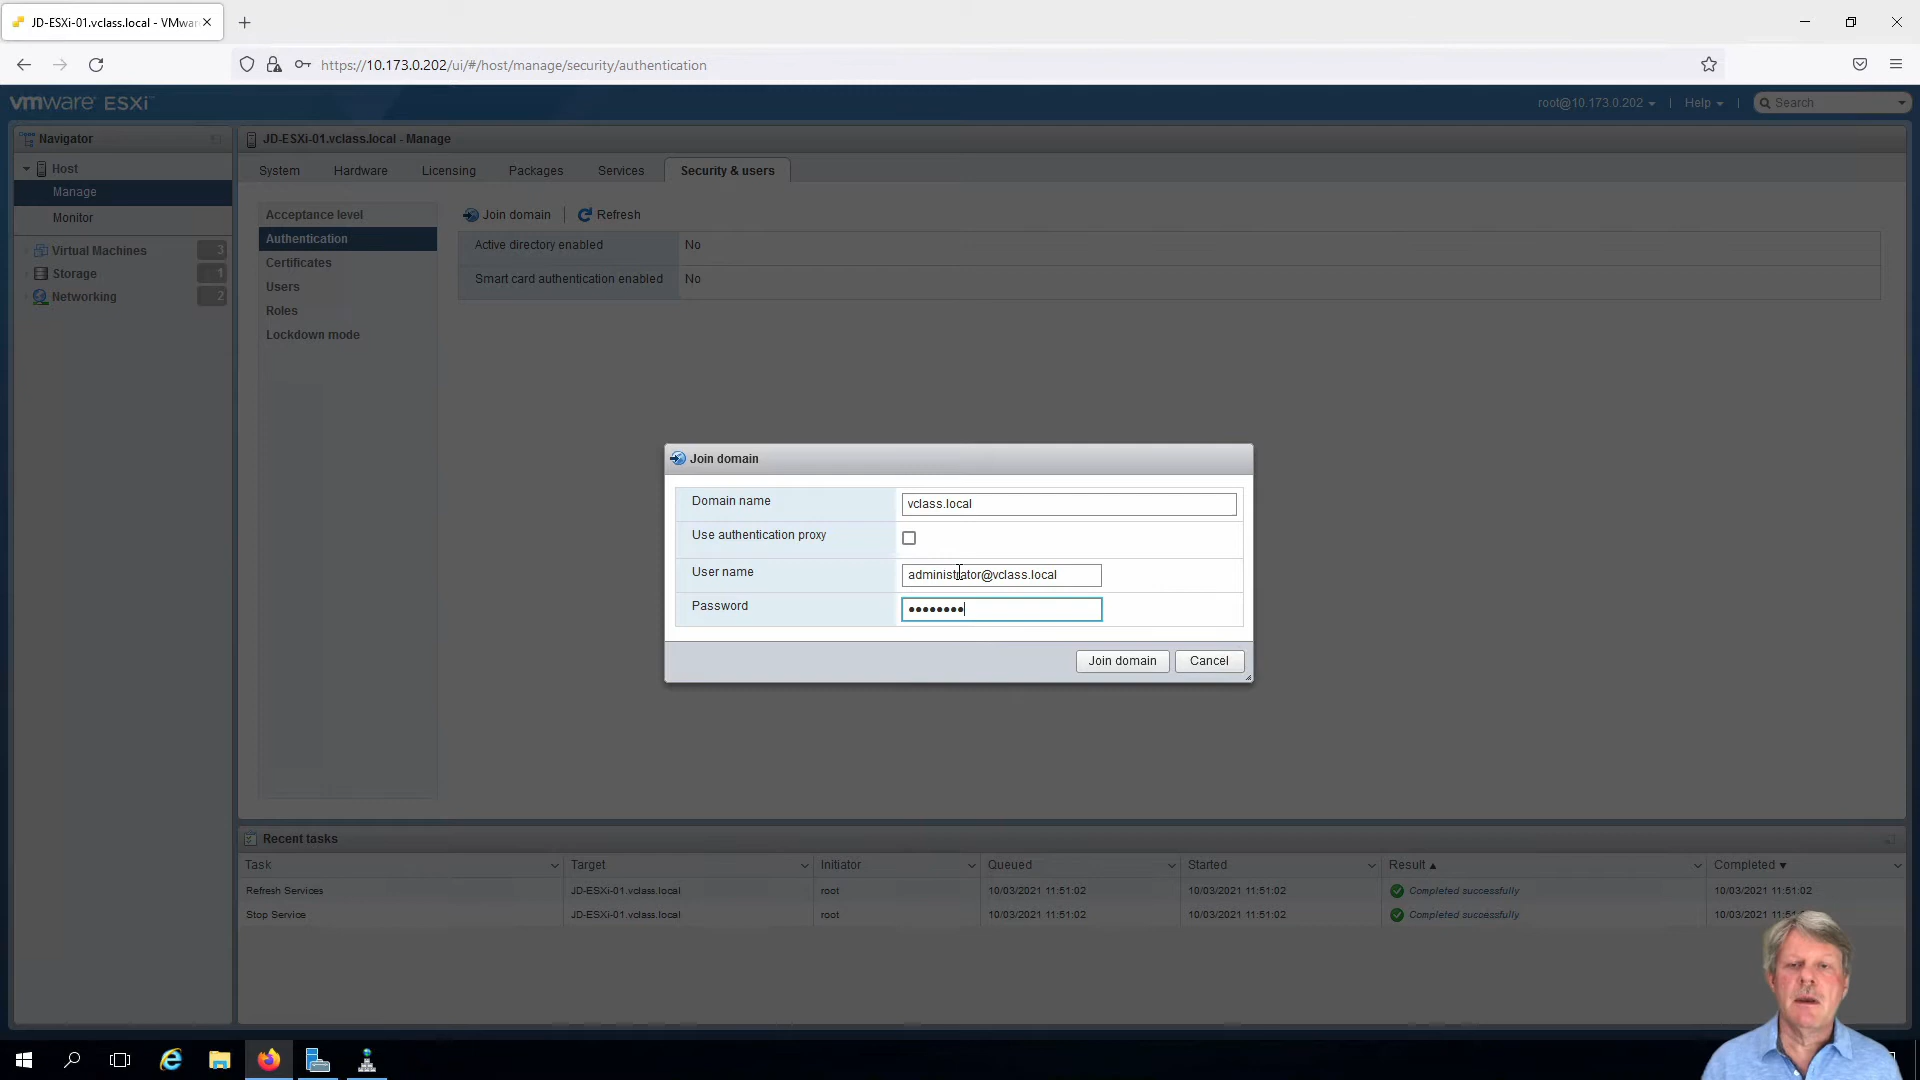 JD-ESXi-01.vclass.local - VMwar
https://10.173.0.202/ui/#/host/manage/security/authentication
vmware ESXi
root@10.173.0.202
Help
Search
Navigator
Host
Manage
Monitor
Virtual Machines 3
Storage 1
Networking 2
JD-ESXi-01.vclass.local - Manage
System
Hardware
Licensing
Packages
Services
Security & users
Acceptance level
Authentication
Certificates
Users
Roles
Lockdown mode
Join domain
Refresh
Active directory enabled No
Smart card authentication enabled No
Join domain
Domain name vclass.local
Use authentication proxy
User name administrator@vclass.local
Password ••••••••
Join domain
Cancel
Recent tasks
Task Target Initiator Queued Started Result Completed
Refresh Services JD-ESXi-01.vclass.local root 10/03/2021 11:51:02 10/03/2021 11:51:02 Completed successfully 10/03/2021 11:51:02
Stop Service JD-ESXi-01.vclass.local root 10/03/2021 11:51:02 10/03/2021 11:51:02 Completed successfully 10/03/2021